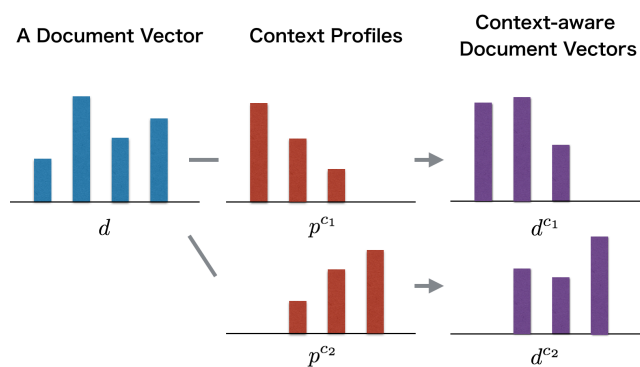 A Document Vector
Context Profiles
Context-aware
Document Vectors
d
p^{c_1}
d^{c_1}
p^{c_2}
d^{c_2}